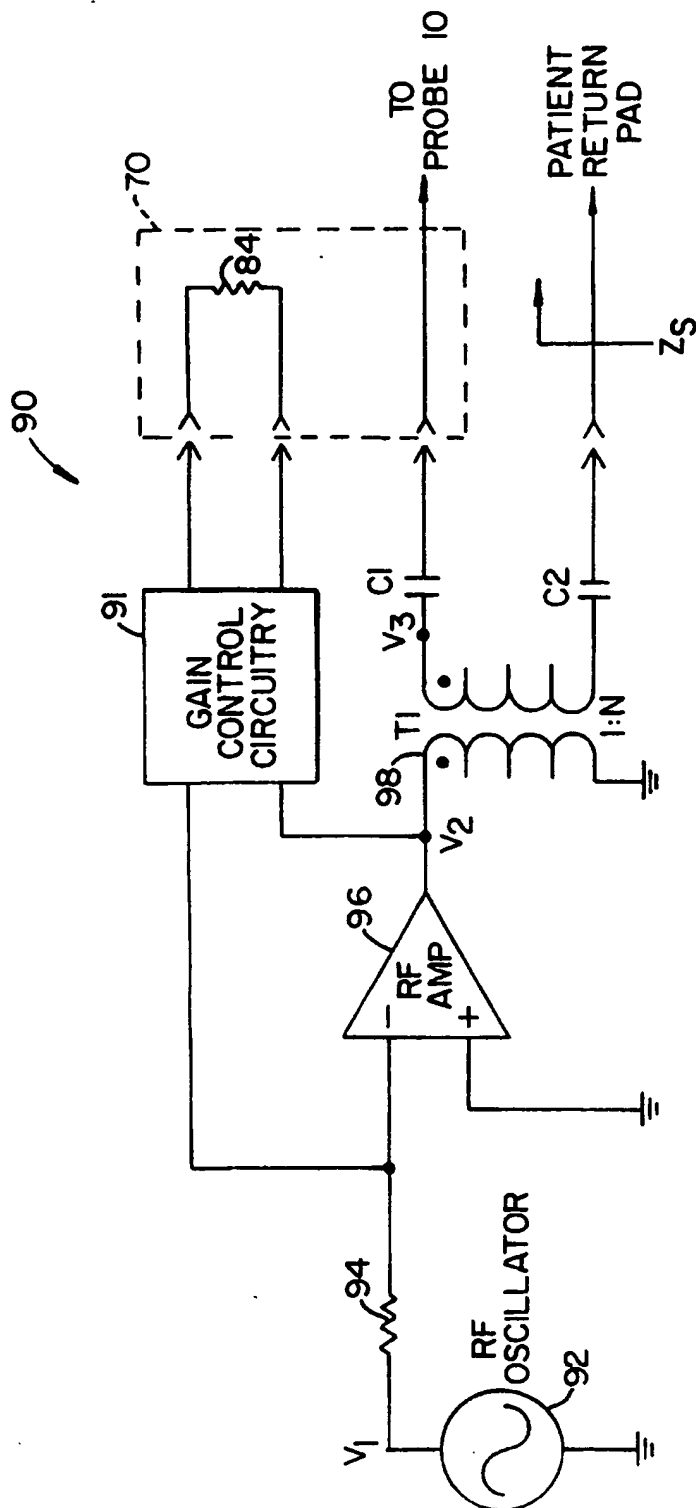 90
91
GAIN
CONTROL
CIRCUITRY
70
84
TO
PROBE 10
V1
94
RF
OSCILLATOR
92
96
RF
AMP
−
+
V2
98
T1
1:N
V3
C1
C2
ZS
PATIENT
RETURN
PAD